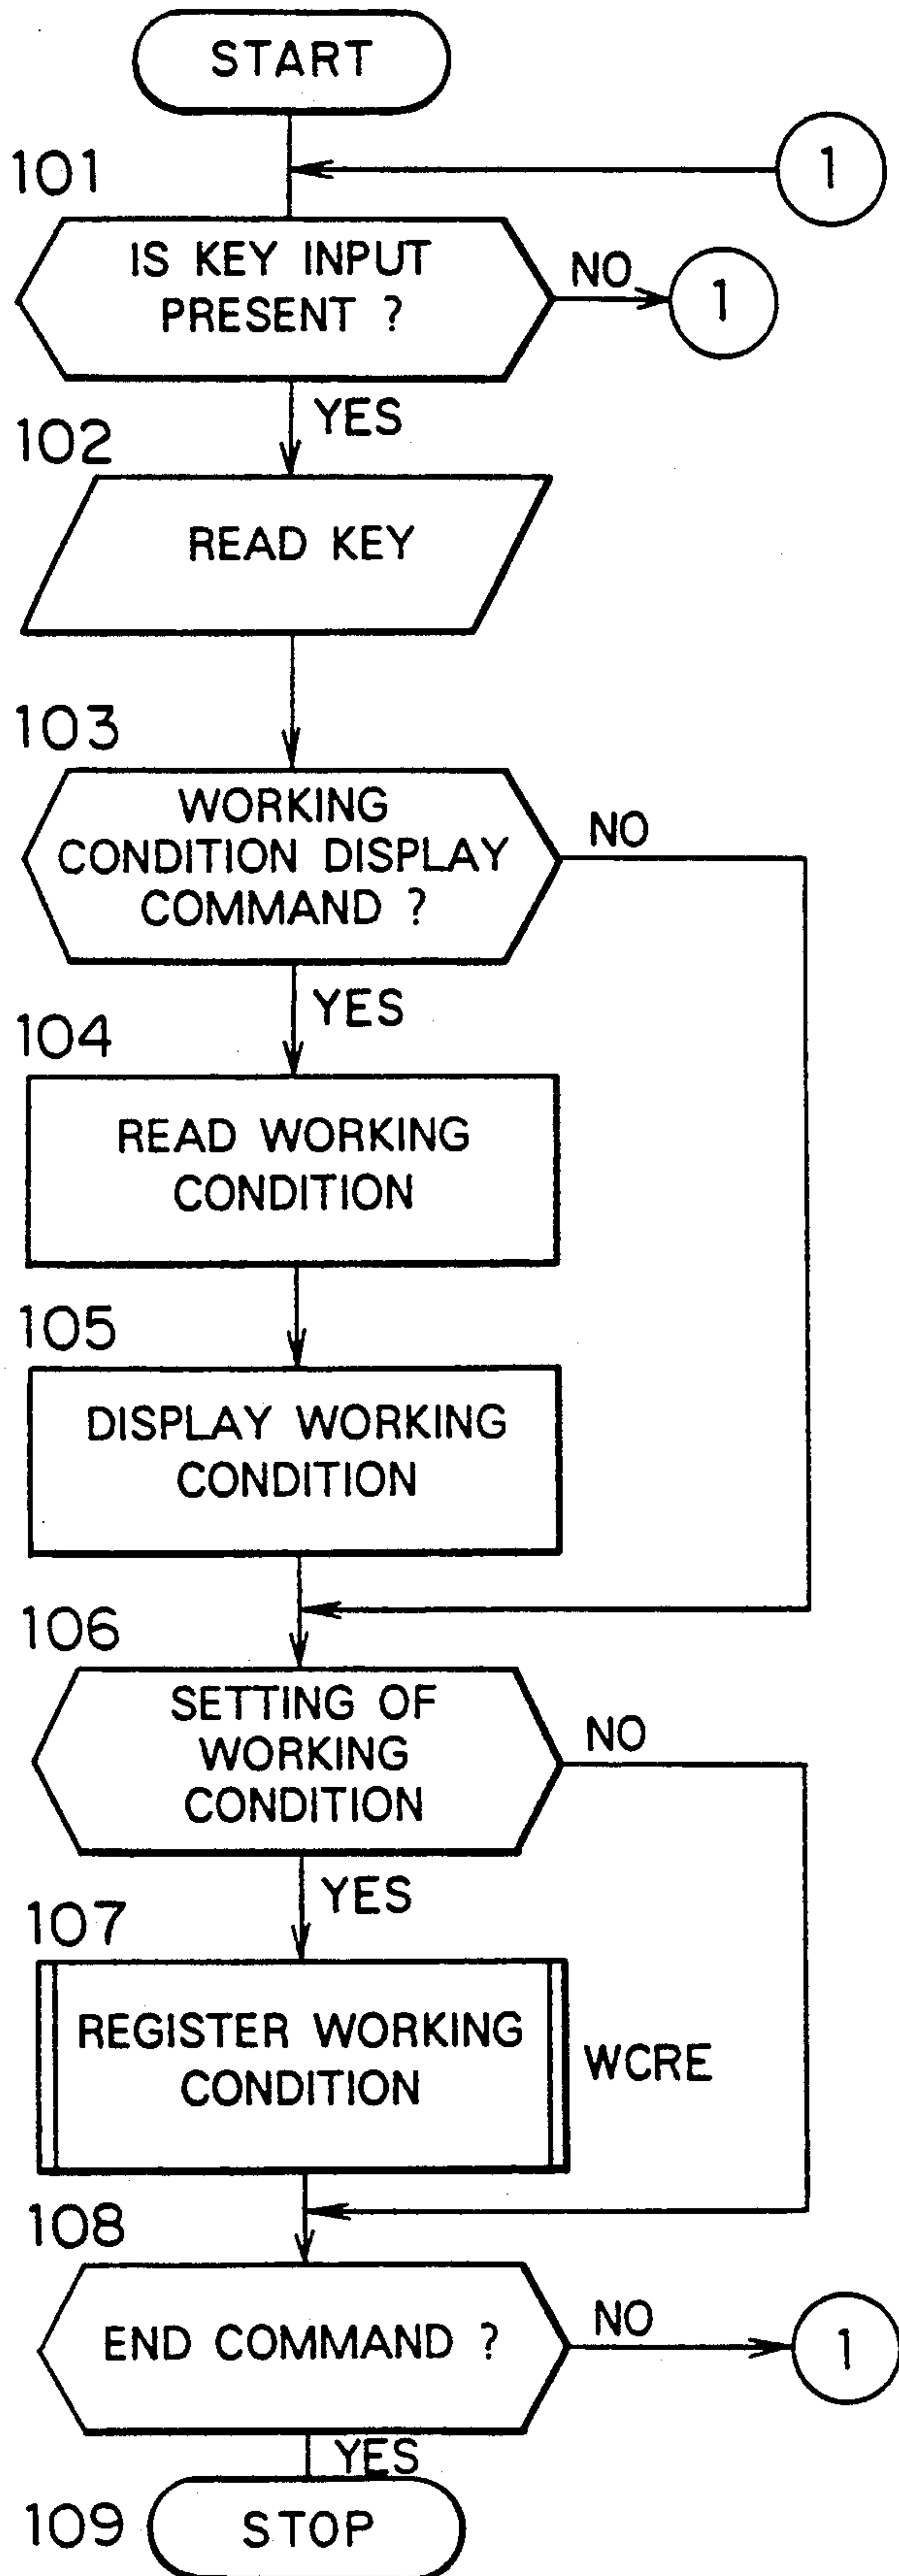 START
1
101
IS KEY INPUT
PRESENT ?
NO
1
YES
102
READ KEY
103
WORKING
CONDITION DISPLAY
COMMAND ?
NO
YES
104
READ WORKING
CONDITION
105
DISPLAY WORKING
CONDITION
106
SETTING OF
WORKING
CONDITION
NO
YES
107
REGISTER WORKING
CONDITION
WCRE
108
END COMMAND ?
NO
1
YES
109
STOP